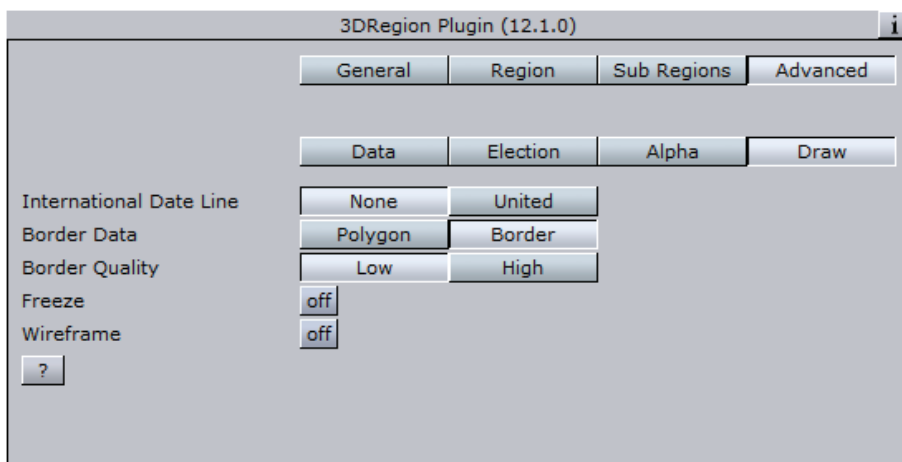 3DRegion Plugin (12.1.0) i
General Region Sub Regions Advanced
Data Election Alpha Draw
International Date Line None United
Border Data Polygon Border
Border Quality Low High
Freeze off
Wireframe off
?